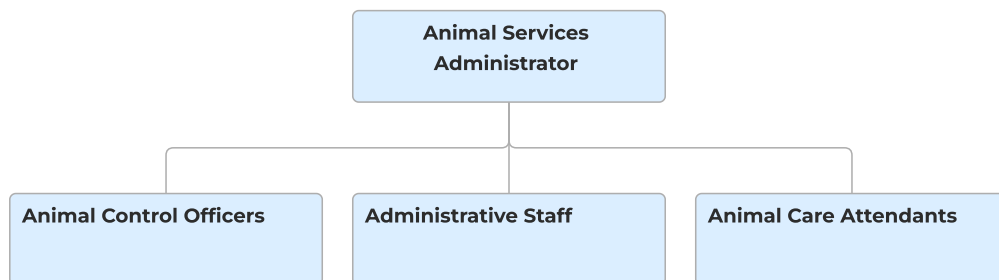 Animal Services
Administrator
Animal Control Officers
Administrative Staff
Animal Care Attendants